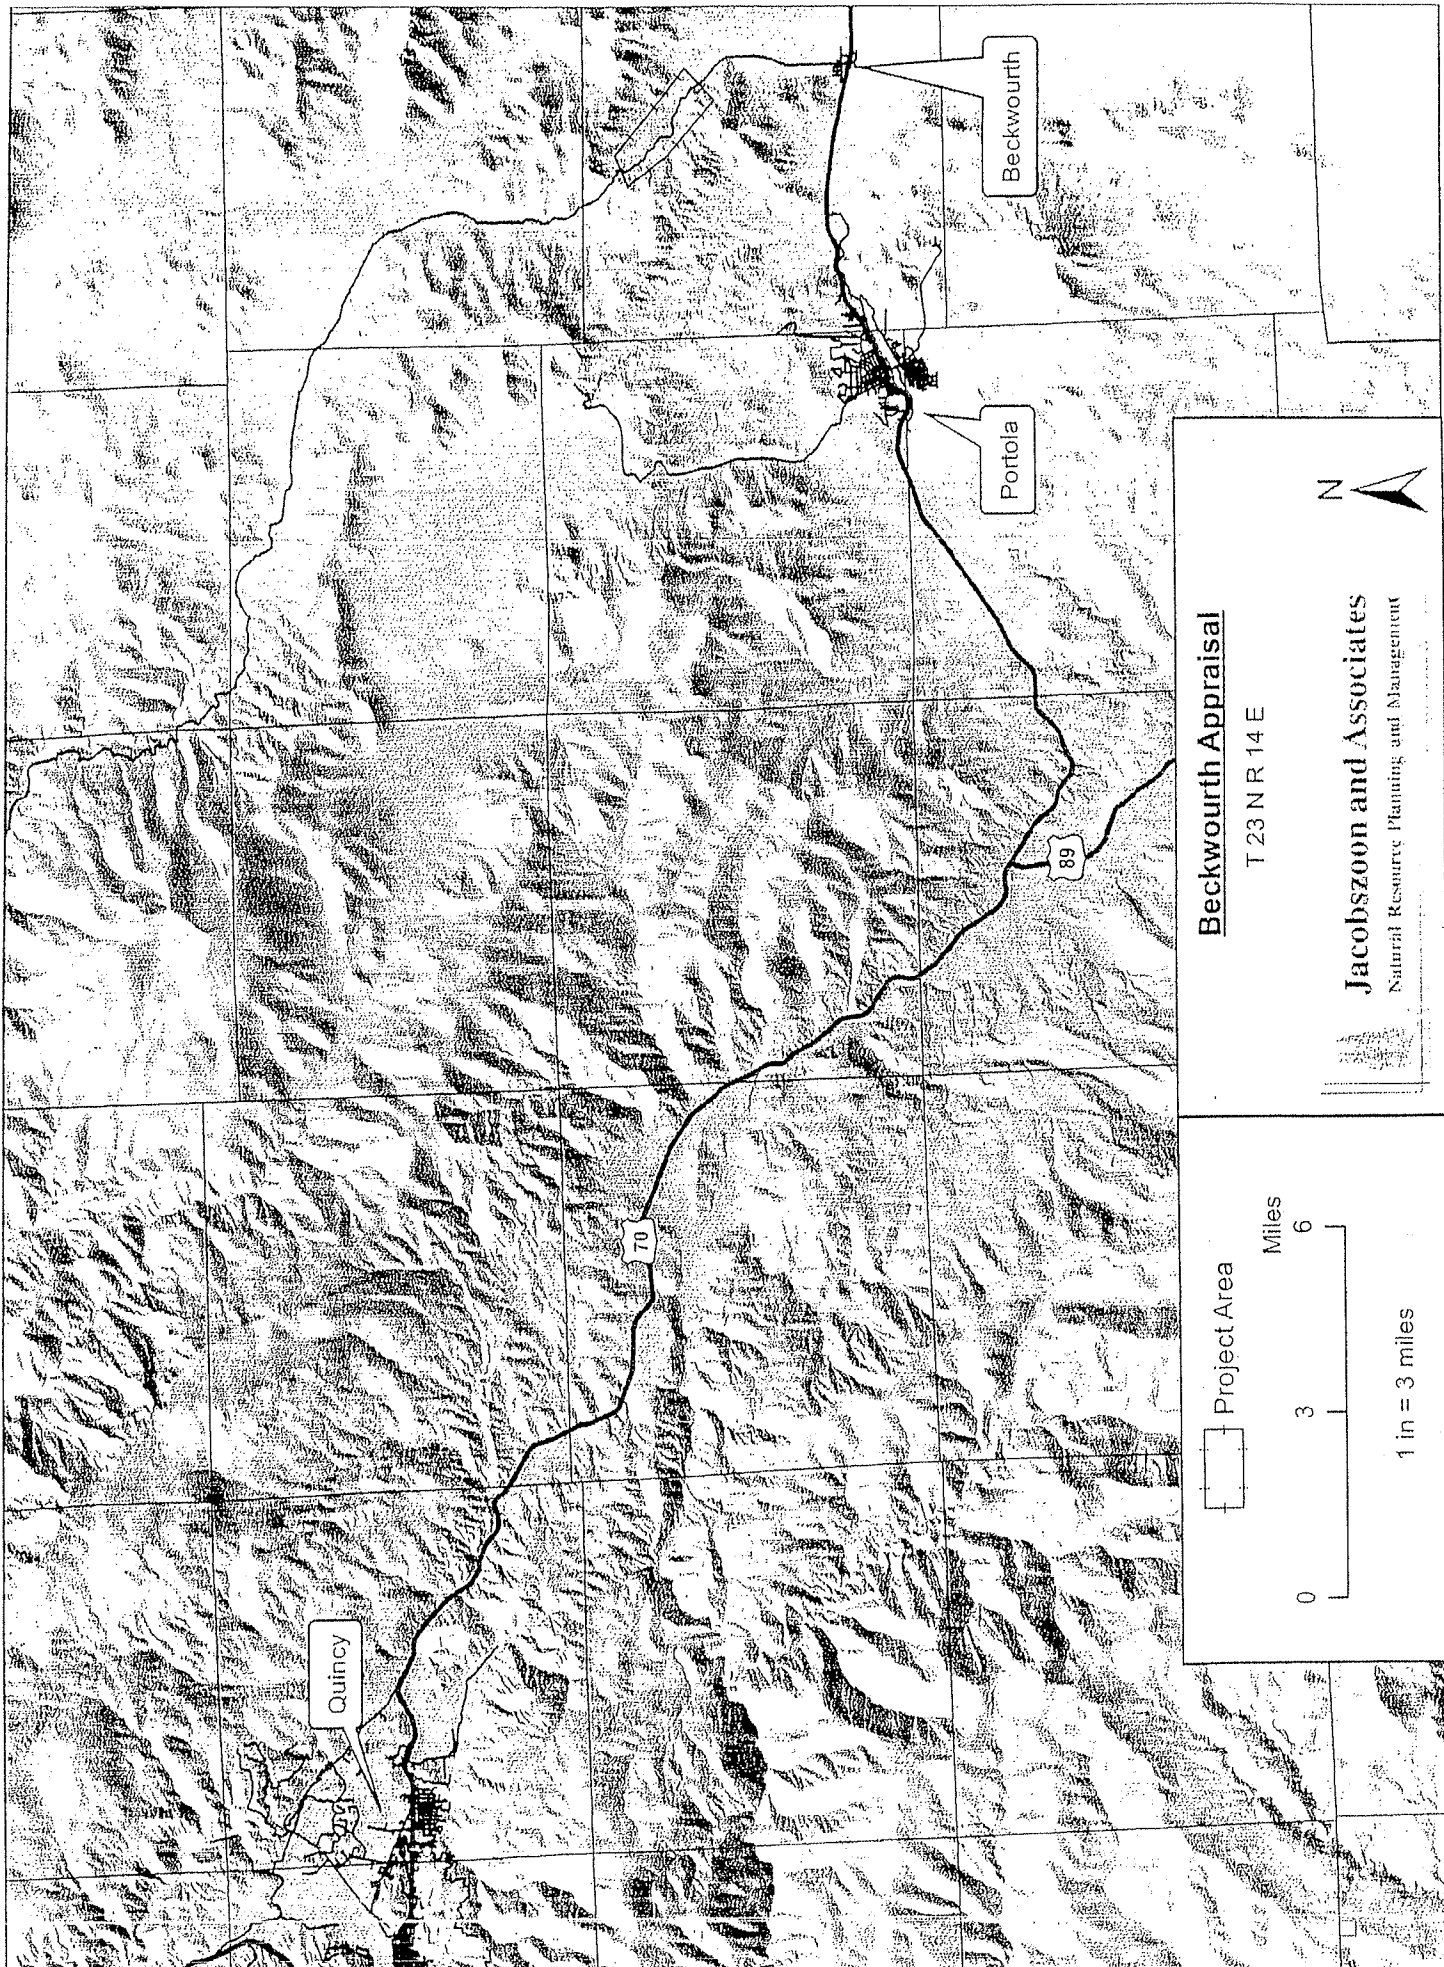 Quincy
70
89
Portola
Beckwourth
Project Area
Miles
0 3 6
1 in = 3 miles
Beckwourth Appraisal
T 23 N R 14 E
N
Jacobszoon and Associates
Natural Resource Planning and Management